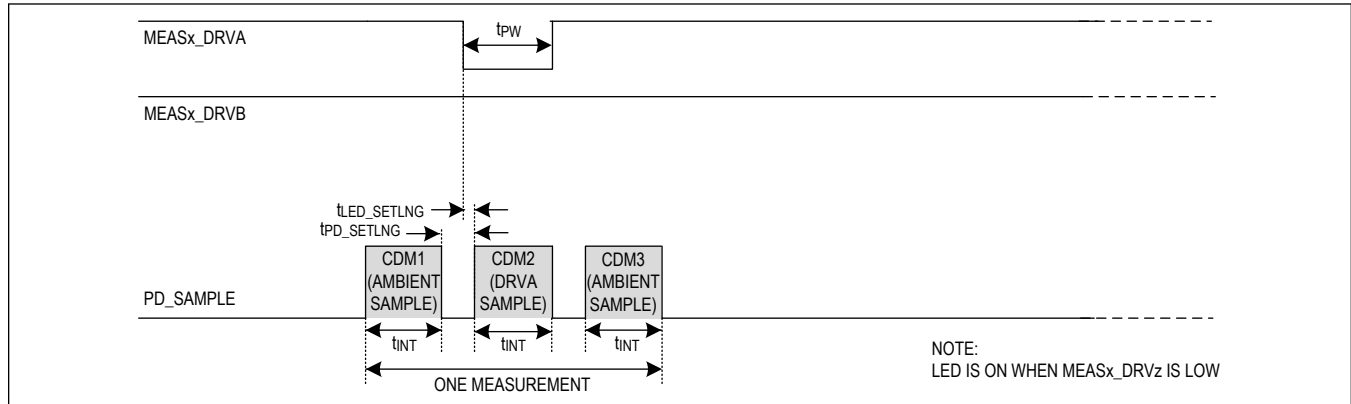 MEASx_DRVA
tPW
MEASx_DRVB
tLED_SETLNG
tPD_SETLNG
CDM1
(AMBIENT
SAMPLE)
CDM2
(DRVA
SAMPLE)
CDM3
(AMBIENT
SAMPLE)
PD_SAMPLE
tINT
tINT
tINT
ONE MEASUREMENT
NOTE:
LED IS ON WHEN MEASx_DRVz IS LOW